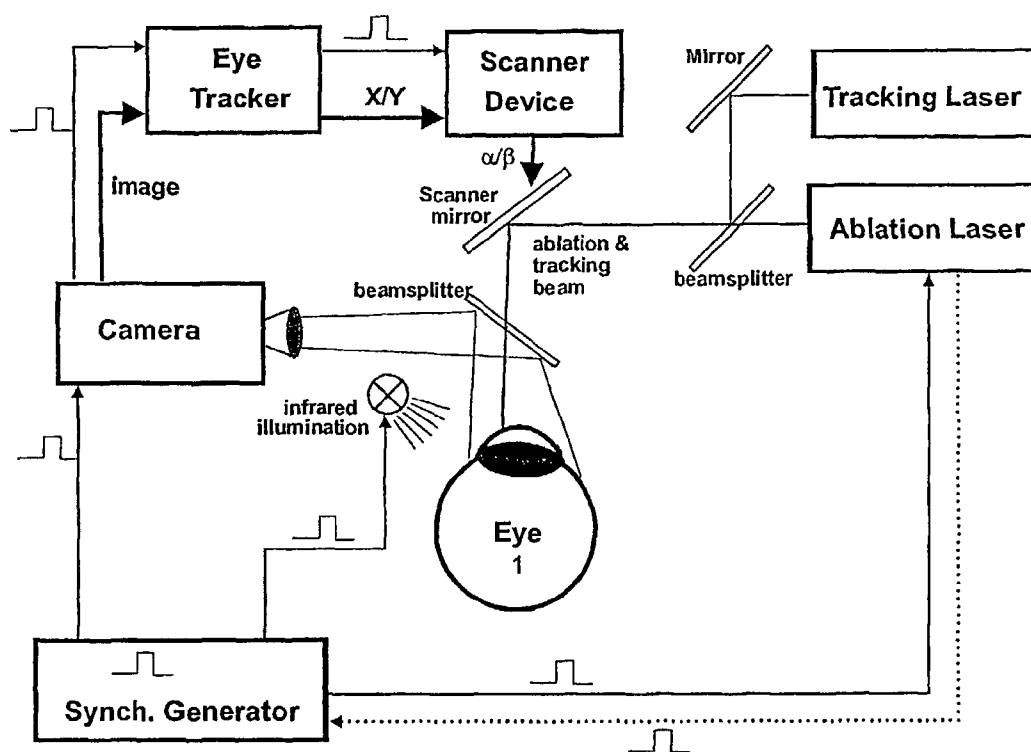 Eye
Tracker
Scanner
Device
X/Y
Mirror
Tracking Laser
image
α/β
Scanner
mirror
Ablation Laser
ablation &
tracking
beam
beamsplitter
beamsplitter
Camera
infrared
illumination
Eye
1
Synch. Generator